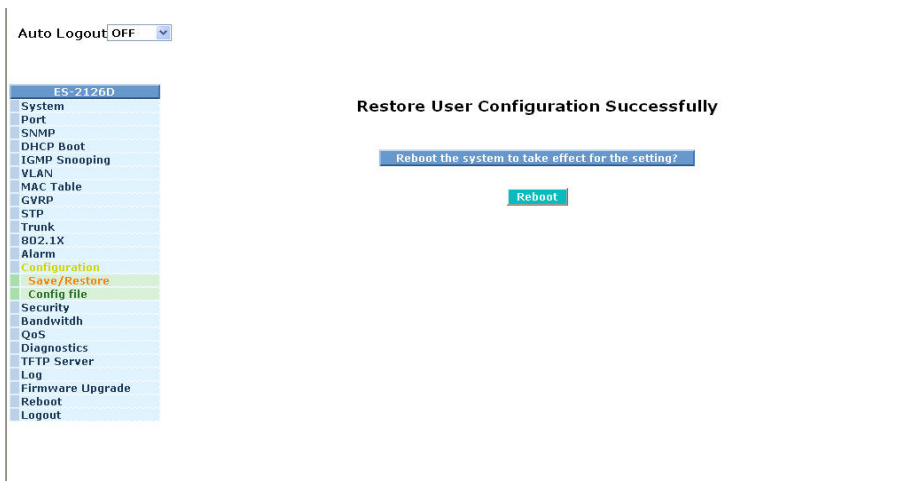 Auto Logout OFF
ES-2126D
System
Port
SNMP
DHCP Boot
IGMP Snooping
VLAN
MAC Table
GVRP
STP
Trunk
802.1X
Alarm
Configuration
Save/Restore
Config file
Security
Bandwitdh
QoS
Diagnostics
TFTP Server
Log
Firmware Upgrade
Reboot
Logout
Restore User Configuration Successfully
Reboot the system to take effect for the setting?
Reboot